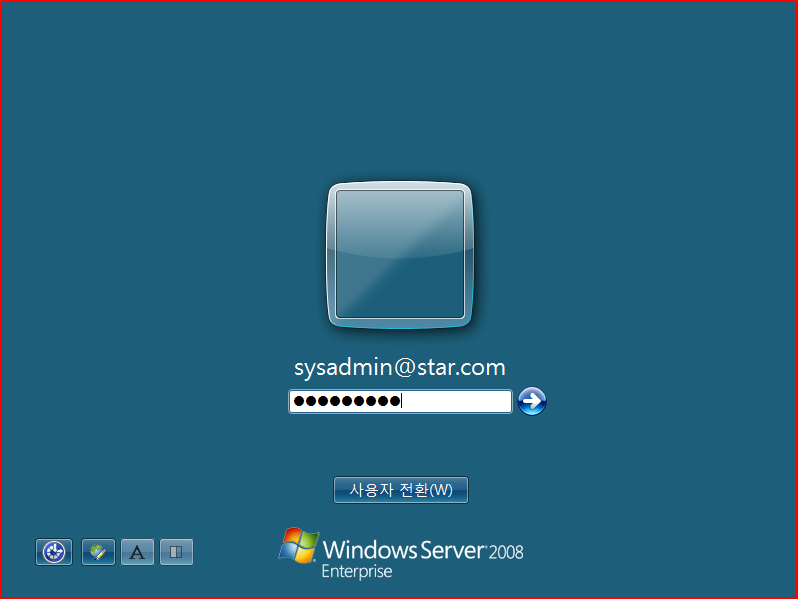 sysadmin@star.com
●●●●●●●●●
사용자 전환(W)
A
Windows Server® 2008
Enterprise